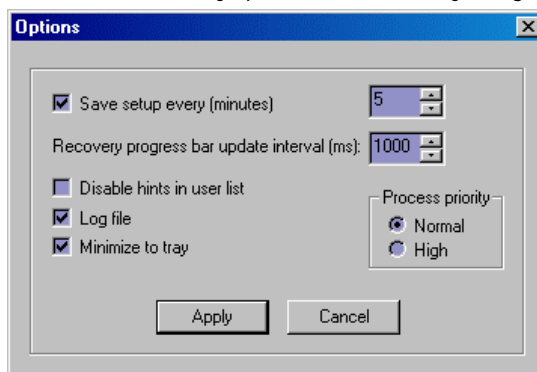 Options
Save setup every (minutes) 5
Recovery progress bar update interval (ms): 1000
Disable hints in user list
Process priority
Log file
Normal
Minimize to tray
High
Apply Cancel